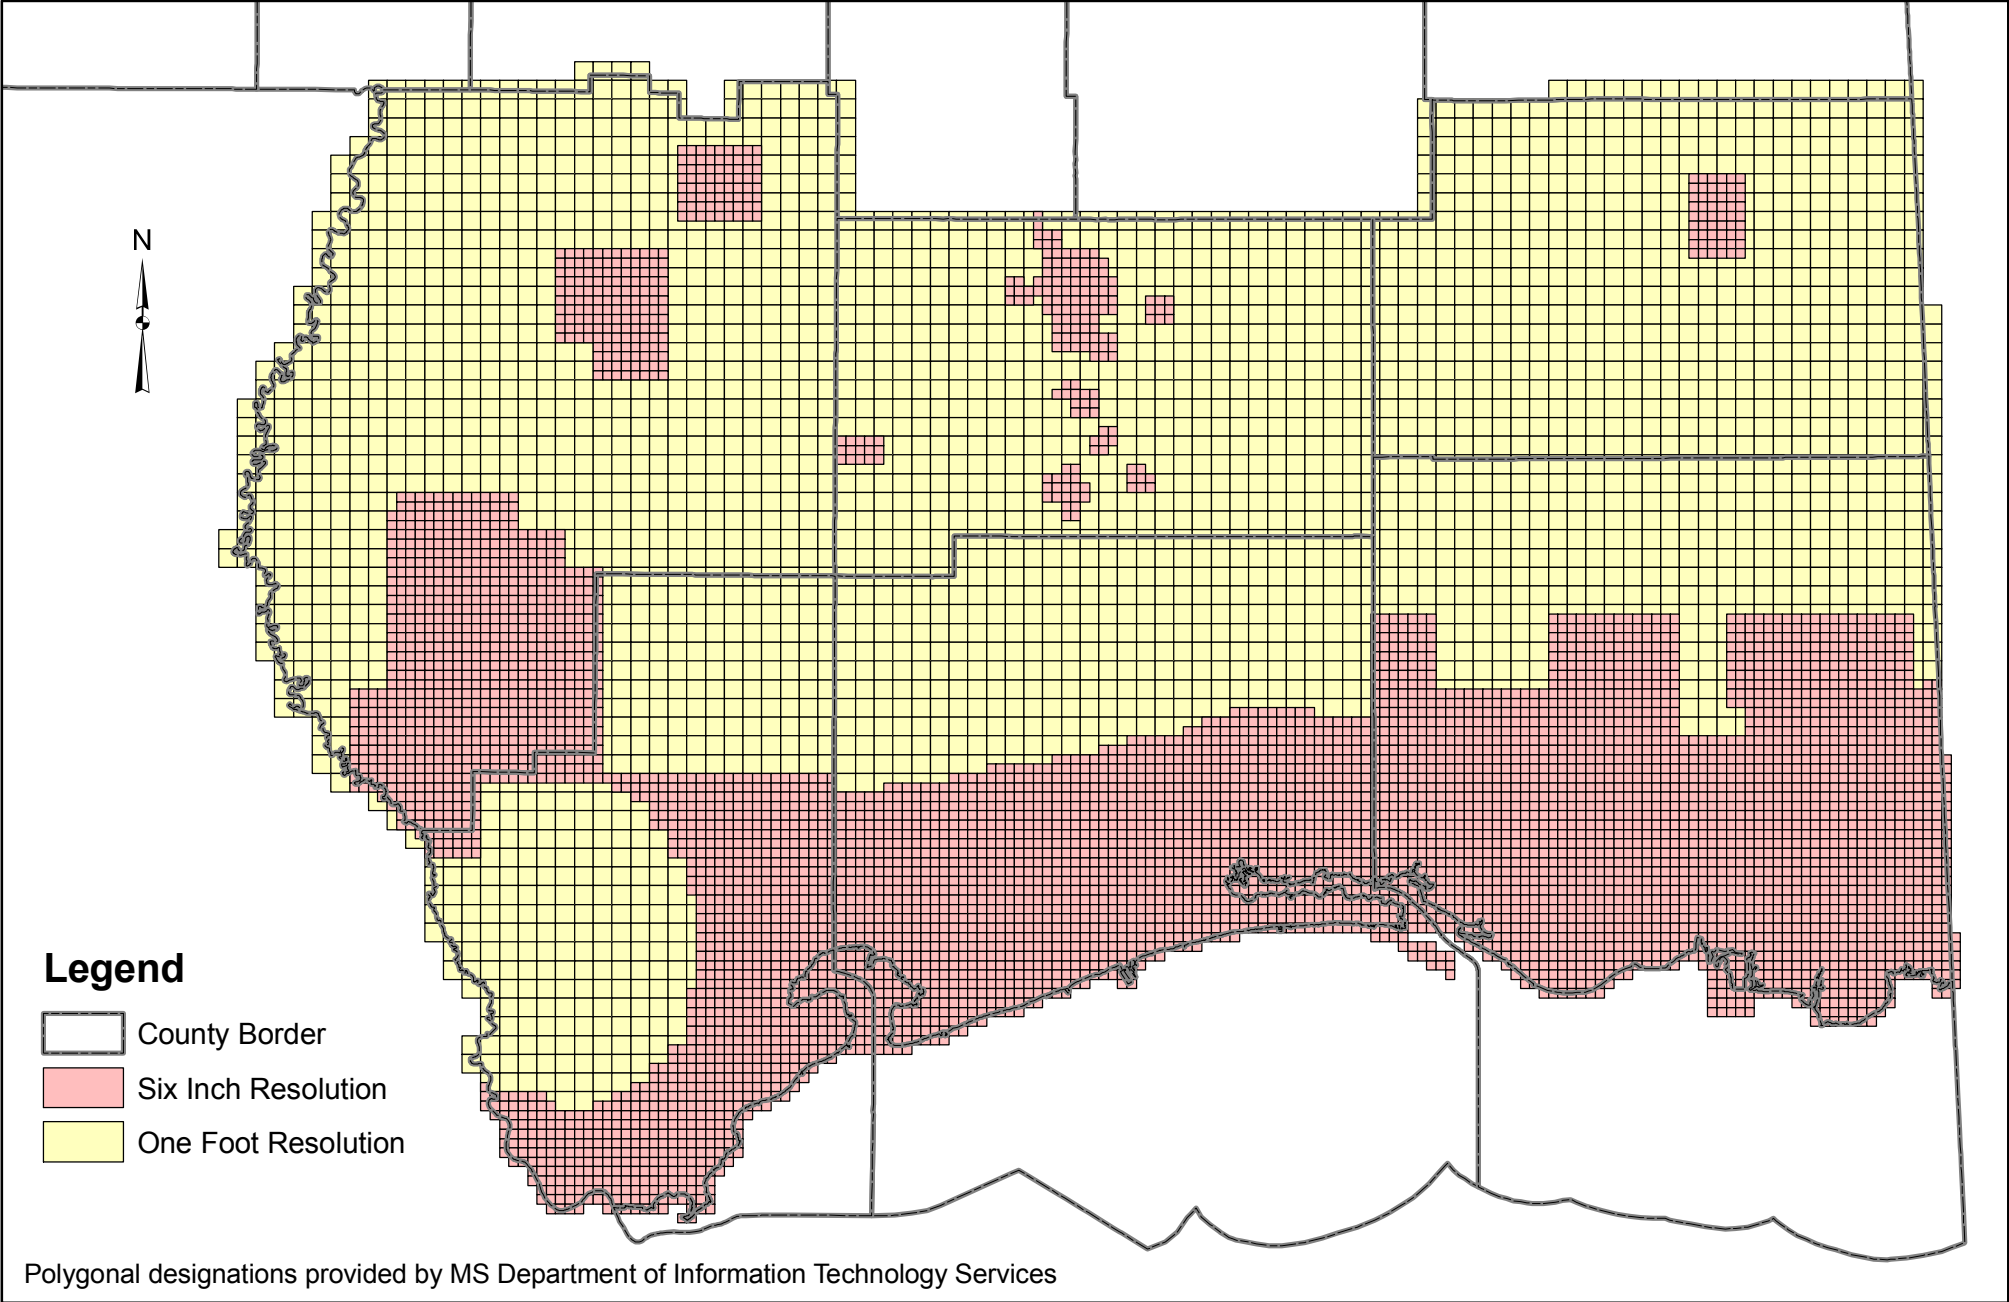 N
Legend
County Border
Six Inch Resolution
One Foot Resolution
Polygonal designations provided by MS Department of Information Technology Services